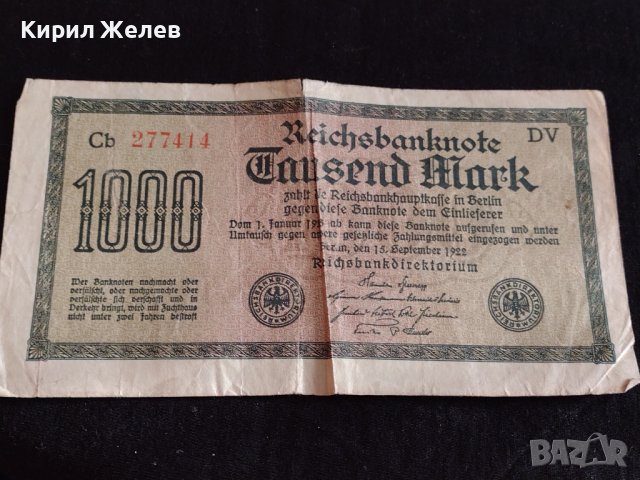 Кирил Желев
Cb 277414
Reichsbanknote
DV
1000
Tausend Mark
zahlt die Reichsbankhauptkasse in Berlin
gegen diese Banknote dem Einlieferer
Vom 1. Januar 192 ab kann diese Banknote aufgerufen und unter
Umtausch gegen andere gesetzliche Zahlungsmittel eingezogen werden
Berlin, den 15. September 1922
Reichsbankdirektorium
Wer Banknoten nachmacht oder
verfälscht, oder nachgemachte oder
verfälschte sich verschafft und in
Verkehr bringt, wird mit Zuchthaus
nicht unter zwei Jahren bestraft
BAZAR